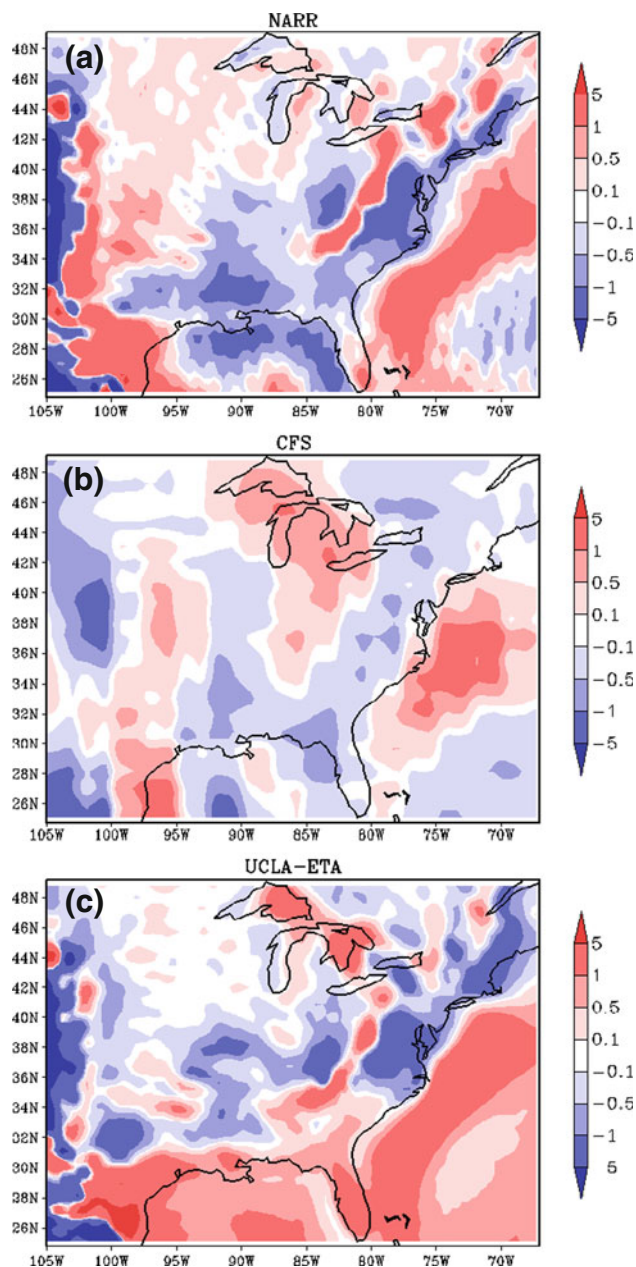 NARR
(a)
48N
46N
44N
42N
40N
38N
36N
34N
32N
30N
28N
26N
105W 100W 95W 90W 85W 80W 75W 70W
5
1
0.5
0.1
-0.1
-0.5
-1
-5
CFS
(b)
48N
46N
44N
42N
40N
38N
36N
34N
32N
30N
28N
26N
105W 100W 95W 90W 85W 80W 75W 70W
5
1
0.5
0.1
-0.1
-0.5
-1
-5
UCLA-ETA
(c)
48N
46N
44N
42N
40N
38N
36N
34N
32N
30N
28N
26N
105W 100W 95W 90W 85W 80W 75W 70W
5
1
0.5
0.1
-0.1
-0.5
-1
5